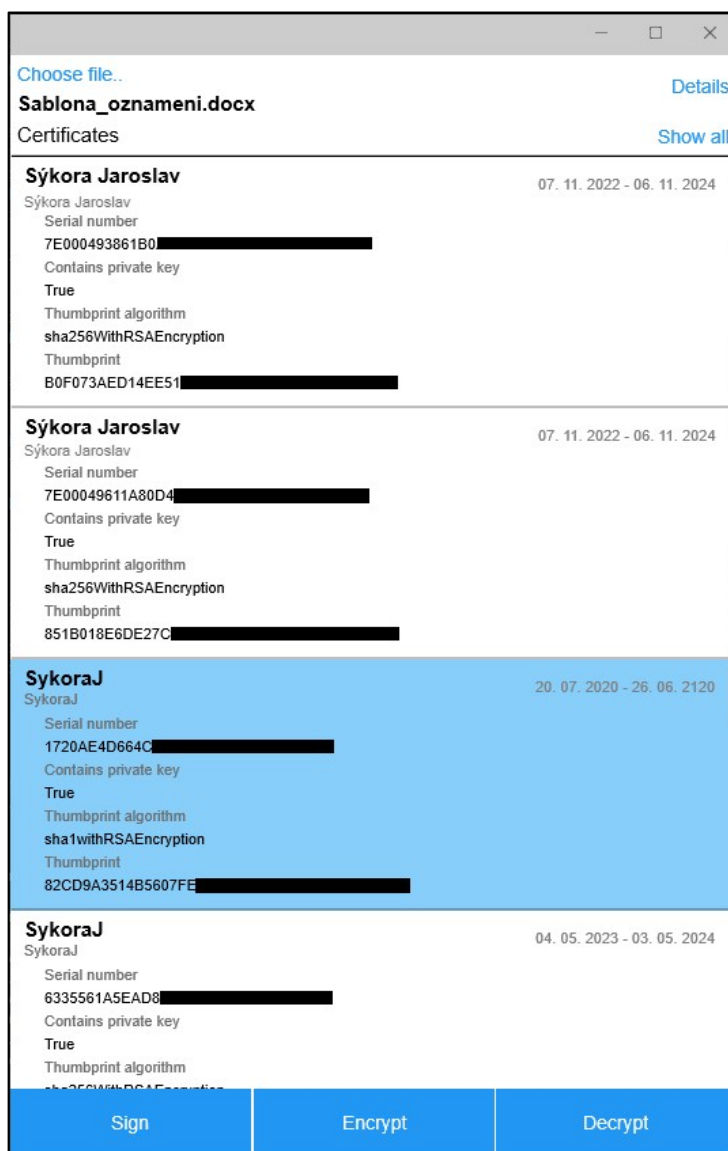 Choose file..
Details
Sablona_oznameni.docx
Certificates
Show all
Sýkora Jaroslav
07. 11. 2022 - 06. 11. 2024
Sýkora Jaroslav
Serial number
7E000493861B0
Contains private key
True
Thumbprint algorithm
sha256WithRSAEncryption
Thumbprint
B0F073AED14EE51
Sýkora Jaroslav
07. 11. 2022 - 06. 11. 2024
Sýkora Jaroslav
Serial number
7E00049611A80D4
Contains private key
True
Thumbprint algorithm
sha256WithRSAEncryption
Thumbprint
851B018E6DE27C
SykoraJ
20. 07. 2020 - 26. 06. 2120
SykoraJ
Serial number
1720AE4D664C
Contains private key
True
Thumbprint algorithm
sha1withRSAEncryption
Thumbprint
82CD9A3514B5607FE
SykoraJ
04. 05. 2023 - 03. 05. 2024
SykoraJ
Serial number
6335561A5EAD8
Contains private key
True
Thumbprint algorithm
sha256WithRSAEncryption
Sign
Encrypt
Decrypt